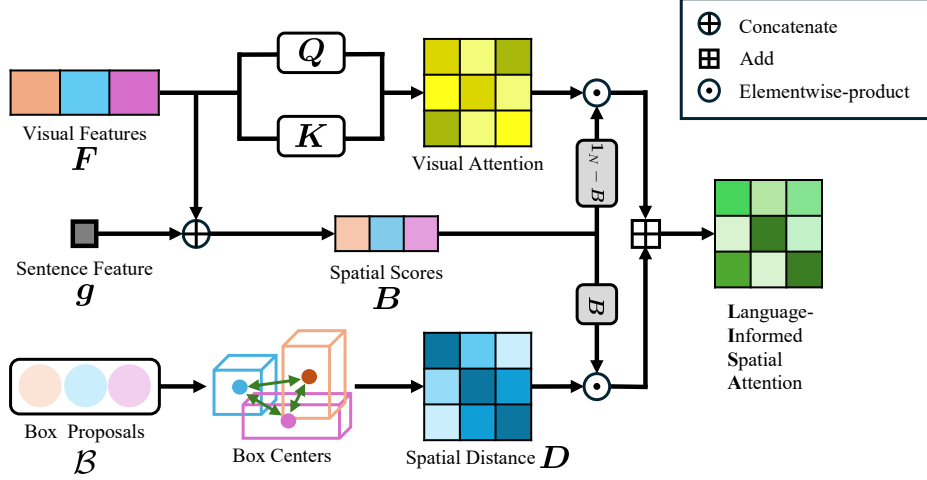 Concatenate
Add
Elementwise-product
Q
K
Visual Features
F
Visual Attention
1_N − B
Sentence Feature
g
Spatial Scores
B
B
Language-
Informed
Spatial
Attention
Box Proposals
ℬ
Box Centers
Spatial Distance D